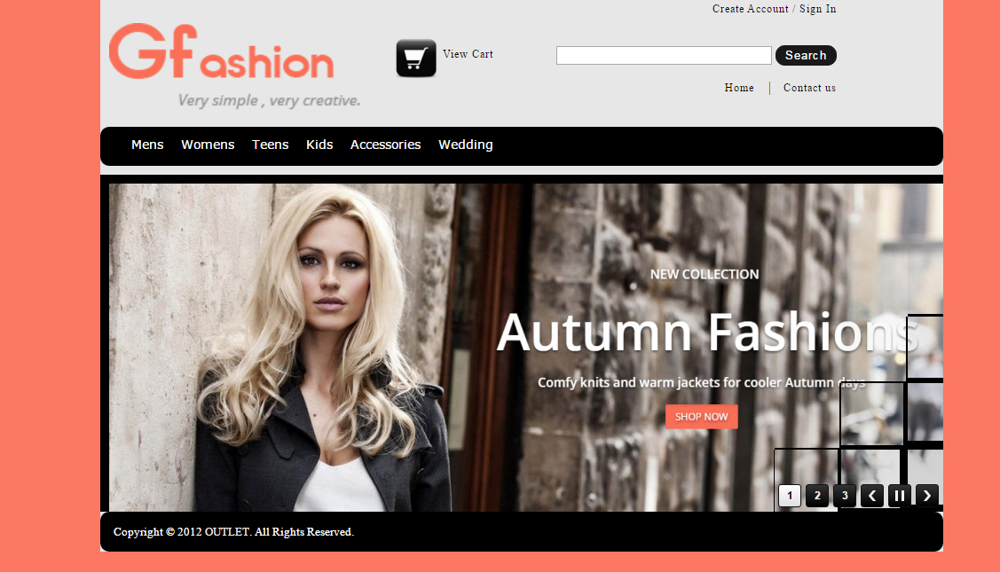 Create Account / Sign In
Gfashion
View Cart
Search
Very simple , very creative.
Home | Contact us
Mens Womens Teens Kids Accessories Wedding
NEW COLLECTION
Autumn Fashions
Comfy knits and warm jackets for cooler Autumn days
SHOP NOW
1 2 3
Copyright © 2012 OUTLET. All Rights Reserved.